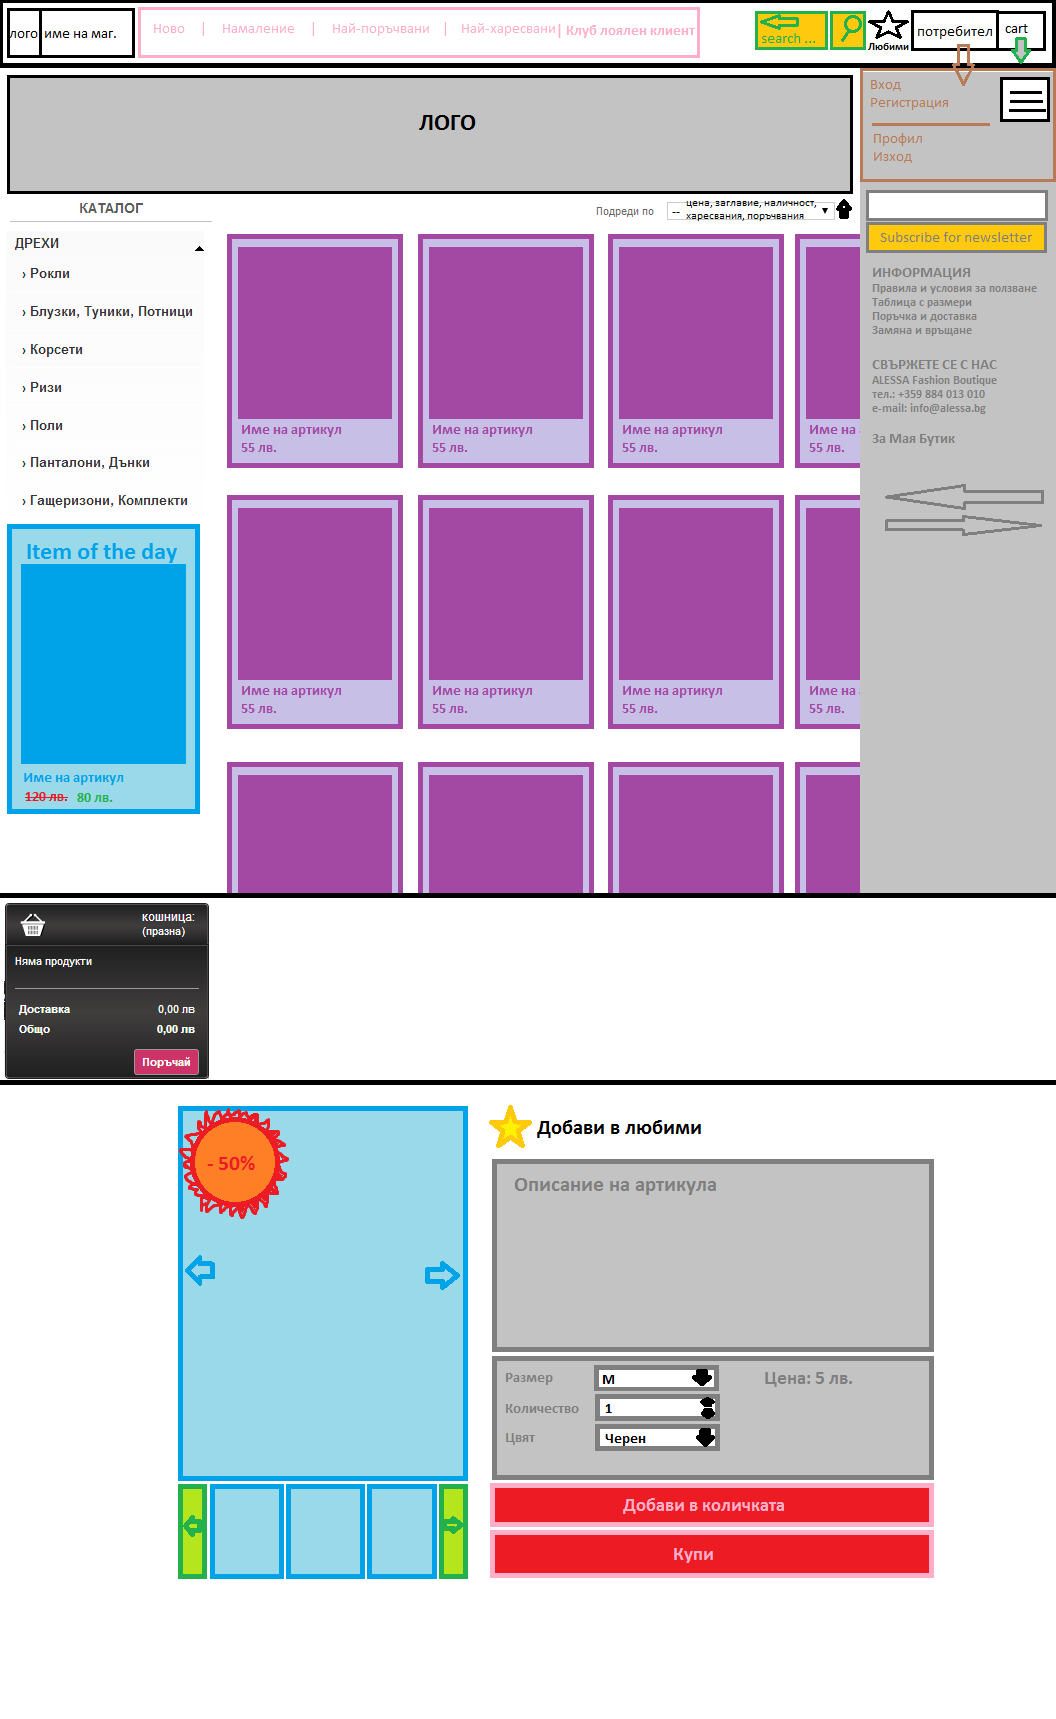 лого име на маг.
Ново | Намаление | Най-поръчвани | Най-харесвани | Клуб лоялен клиент
search ...
Любими
потребител
cart
Вход
Регистрация
Профил
Изход
ЛОГО
КАТАЛОГ
Подреди по
--
цена, заглавие, наличност,
харесвания, поръчвания
ДРЕХИ
› Рокли
› Блузки, Туники, Потници
› Корсети
› Ризи
› Поли
› Панталони, Дънки
› Гащеризони, Комплекти
Item of the day
Име на артикул
120 лв. 80 лв.
Име на артикул
55 лв.
Име на артикул
55 лв.
Име на артикул
55 лв.
Име на а
55 лв.
Име на артикул
55 лв.
Име на артикул
55 лв.
Име на артикул
55 лв.
Име на а
55 лв.
Subscribe for newsletter
ИНФОРМАЦИЯ
Правила и условия за ползване
Таблица с размери
Поръчка и доставка
Замяна и връщане
СВЪРЖЕТЕ СЕ С НАС
ALESSA Fashion Boutique
тел.: +359 884 013 010
e-mail: info@alessa.bg
За Мая Бутик
кошница:
(празна)
Няма продукти
Доставка 0,00 лв
Общо 0,00 лв
Поръчай
- 50%
Добави в любими
Описание на артикула
Размер M
Цена: 5 лв.
Количество 1
Цвят Черен
Добави в количката
Купи